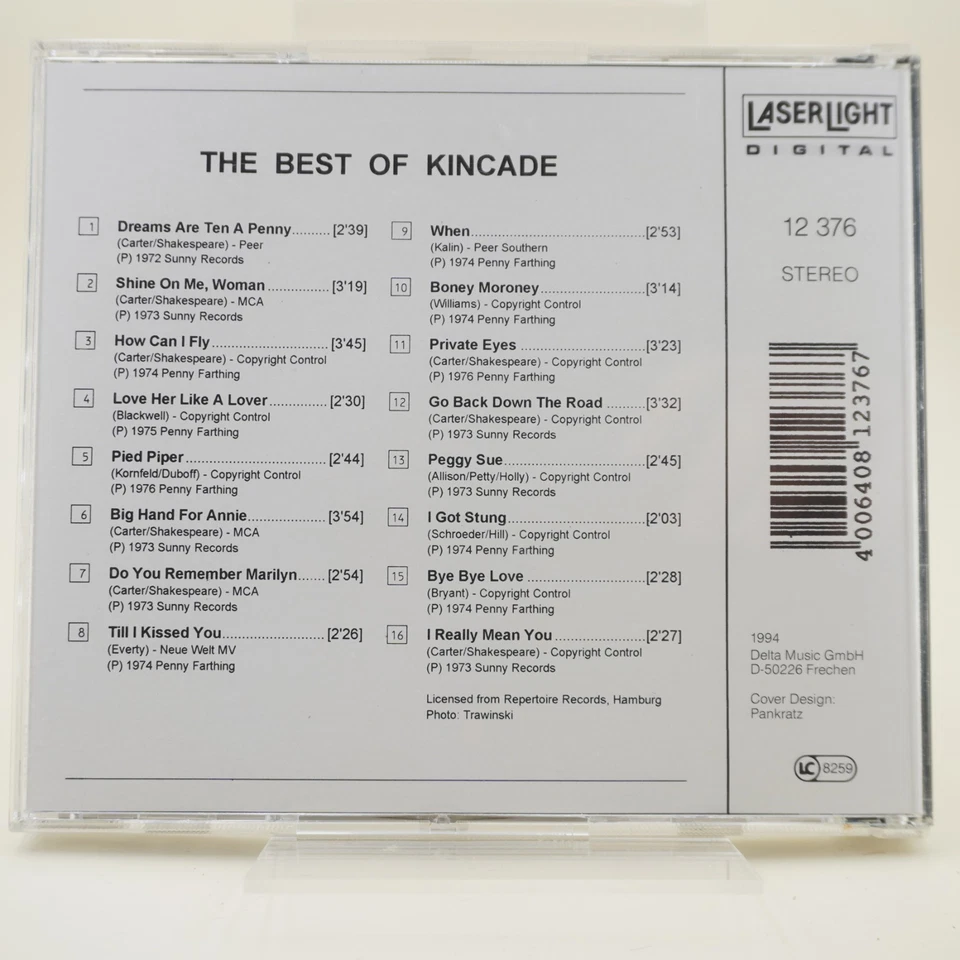 THE BEST OF KINCADE
1 Dreams Are Ten A Penny.......... [2'39]
(Carter/Shakespeare) - Peer
(P) 1972 Sunny Records
2 Shine On Me, Woman ................ [3'19]
(Carter/Shakespeare) - MCA
(P) 1973 Sunny Records
3 How Can I Fly............................. [3'45]
(Carter/Shakespeare) - Copyright Control
(P) 1974 Penny Farthing
4 Love Her Like A Lover............... [2'30]
(Blackwell) - Copyright Control
(P) 1975 Penny Farthing
5 Pied Piper................................... [2'44]
(Kornfeld/Duboff) - Copyright Control
(P) 1976 Penny Farthing
6 Big Hand For Annie.................... [3'54]
(Carter/Shakespeare) - MCA
(P) 1973 Sunny Records
7 Do You Remember Marilyn....... [2'54]
(Carter/Shakespeare) - MCA
(P) 1973 Sunny Records
8 Till I Kissed You.......................... [2'26]
(Everty) - Neue Welt MV
(P) 1974 Penny Farthing
9 When...........................................[2'53]
(Kalin) - Peer Southern
(P) 1974 Penny Farthing
10 Boney Moroney..........................[3'14]
(Williams) - Copyright Control
(P) 1974 Penny Farthing
11 Private Eyes ...............................[3'23]
(Carter/Shakespeare) - Copyright Control
(P) 1976 Penny Farthing
12 Go Back Down The Road ..........[3'32]
(Carter/Shakespeare) - Copyright Control
(P) 1973 Sunny Records
13 Peggy Sue...................................[2'45]
(Allison/Petty/Holly) - Copyright Control
(P) 1973 Sunny Records
14 I Got Stung..................................[2'03]
(Schroeder/Hill) - Copyright Control
(P) 1974 Penny Farthing
15 Bye Bye Love .............................[2'28]
(Bryant) - Copyright Control
(P) 1974 Penny Farthing
16 I Really Mean You ......................[2'27]
(Carter/Shakespeare) - Copyright Control
(P) 1973 Sunny Records
Licensed from Repertoire Records, Hamburg
Photo: Trawinski
LASERLIGHT
DIGITAL
12 376
STEREO
4 006408 123767
1994
Delta Music GmbH
D-50226 Frechen
Cover Design:
Pankratz
LC 8259